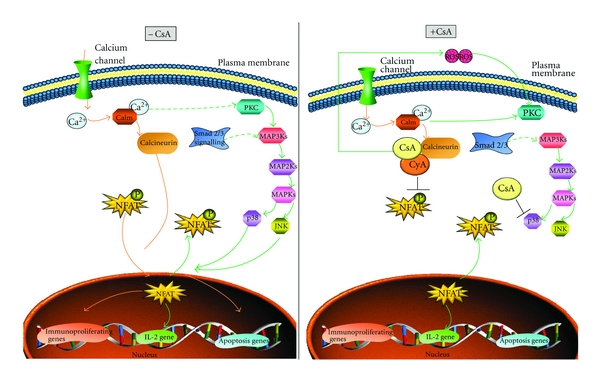 – CsA
Calcium
channel
Plasma membrane
Ca2+
Ca2+
Calm
PKC
Calcineurin
Smad 2/3
signalling
MAP3Ks
MAP2Ks
MAPKs
P
NFAT
P
NFAT
p38
JNK
NFAT
Immunoproliferating
genes
IL-2 gene
Apoptosis genes
Nucleus
+CsA
ROS
ROS
Calcium
channel
Plasma
membrane
Ca2+
Ca2+
Calm
PKC
CsA
Calcineurin
Smad 2/3
MAP3Ks
CyA
MAP2Ks
CsA
MAPKs
P
NFAT
P
NFAT
p38
JNK
NFAT
Immunoproliferating
genes
IL-2 gene
Apoptosis genes
Nucleus